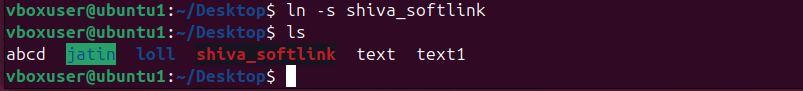 vboxuser@ubuntu1:~/Desktop$ ln -s shiva_softlink
vboxuser@ubuntu1:~/Desktop$ ls
abcd jatin loll shiva_softlink text text1
vboxuser@ubuntu1:~/Desktop$